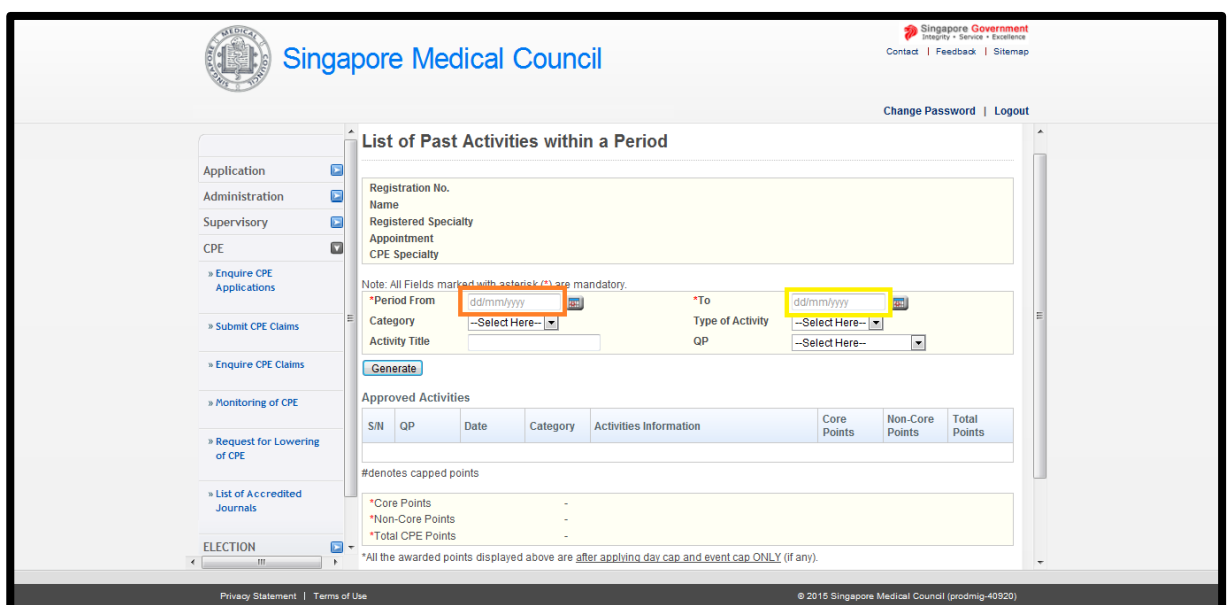 SINGAPORE MEDICAL COUNCIL
Singapore Medical Council
Singapore Government
Integrity • Service • Excellence
Contact | Feedback | Sitemap
Change Password | Logout
Application
Administration
Supervisory
CPE
» Enquire CPE
Applications
» Submit CPE Claims
» Enquire CPE Claims
» Monitoring of CPE
» Request for Lowering
of CPE
» List of Accredited
Journals
ELECTION
List of Past Activities within a Period
Registration No.
Name
Registered Specialty
Appointment
CPE Specialty
Note: All Fields marked with asterisk (*) are mandatory.
*Period From dd/mm/yyyy *To dd/mm/yyyy
Category --Select Here-- Type of Activity --Select Here--
Activity Title QP --Select Here--
Generate
Approved Activities
S/N QP Date Category Activities Information Core Points Non-Core Points Total Points
#denotes capped points
*Core Points -
*Non-Core Points -
*Total CPE Points -
*All the awarded points displayed above are after applying day cap and event cap ONLY (if any).
Privacy Statement | Terms of Use © 2015 Singapore Medical Council (prodmig-40920)